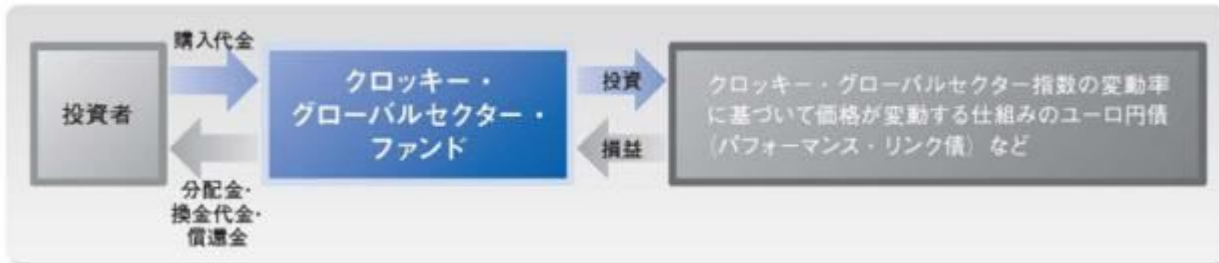 購入代金
投資者
分配金・
換金代金・
償還金
クロッキー・
グローバルセクター・
ファンド
投資
損益
クロッキー・グローバルセクター指数の変動率
に基づいて価格が変動する仕組みのユーロ円債
(パフォーマンス・リンク債)など